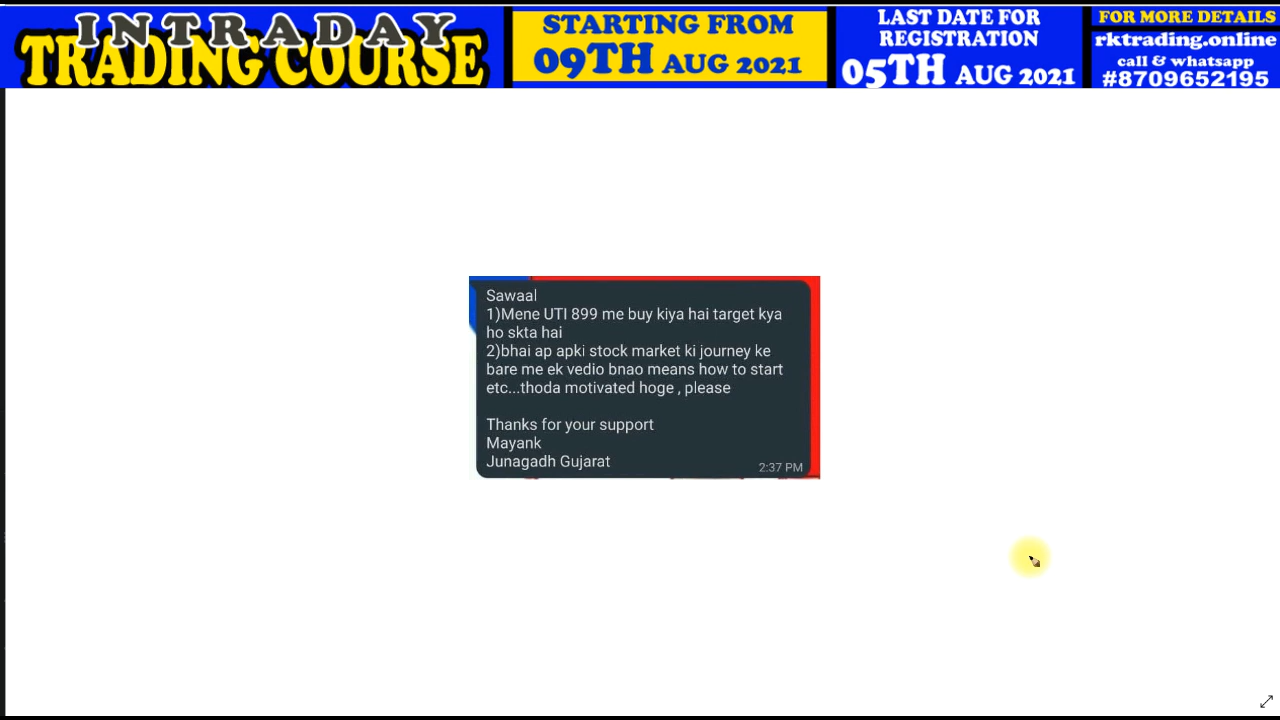 INTRADAY
TRADING COURSE
STARTING FROM
09TH AUG 2021
LAST DATE FOR
REGISTRATION
05TH AUG 2021
FOR MORE DETAILS
rktrading.online
call & whatsapp
#8709652195
Sawaal
1)Mene UTI 899 me buy kiya hai target kya
ho skta hai
2)bhai ap apki stock market ki journey ke
bare me ek vedio bnao means how to start
etc...thoda motivated hoge , please
Thanks for your support
Mayank
Junagadh Gujarat
2:37 PM